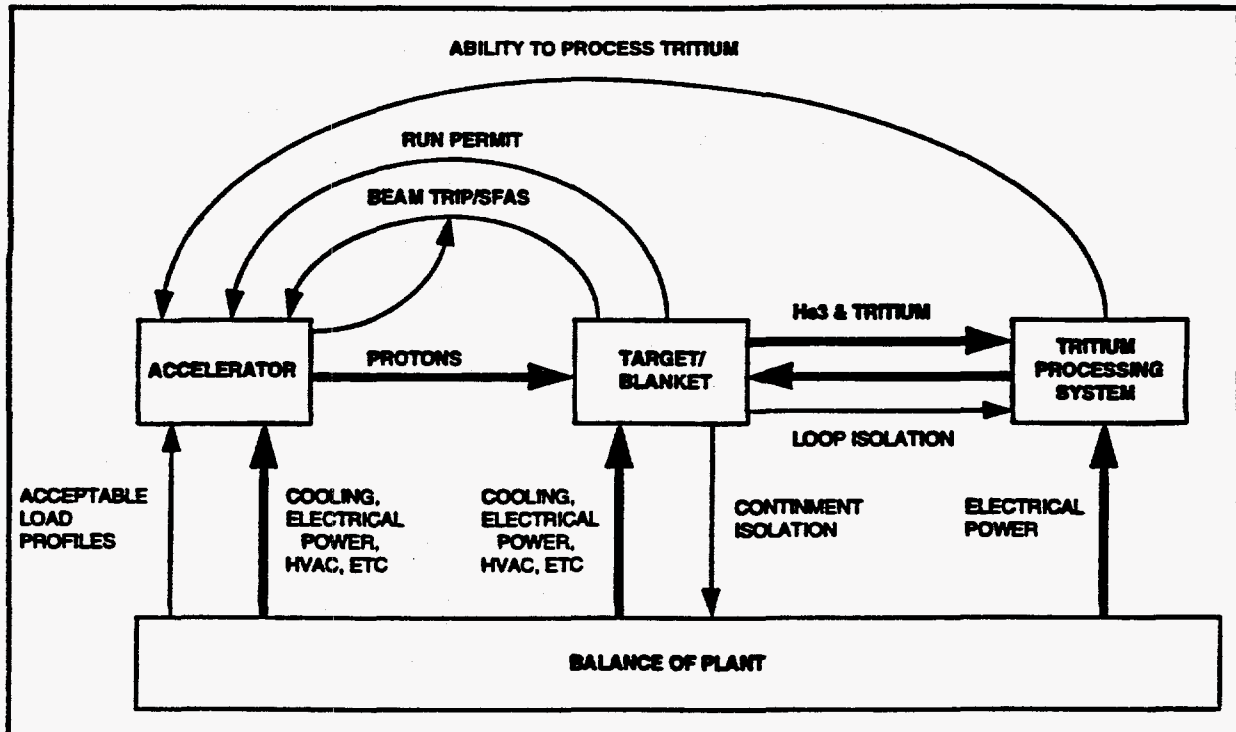 ABILITY TO PROCESS TRITIUM
RUN PERMIT
BEAM TRIP/SFAS
ACCELERATOR
PROTONS
TARGET/
BLANKET
He3 & TRITIUM
TRITIUM
PROCESSING
SYSTEM
LOOP ISOLATION
ACCEPTABLE
LOAD
PROFILES
COOLING,
ELECTRICAL
POWER,
HVAC, ETC
COOLING,
ELECTRICAL
POWER,
HVAC, ETC
CONTINMENT
ISOLATION
ELECTRICAL
POWER
BALANCE OF PLANT